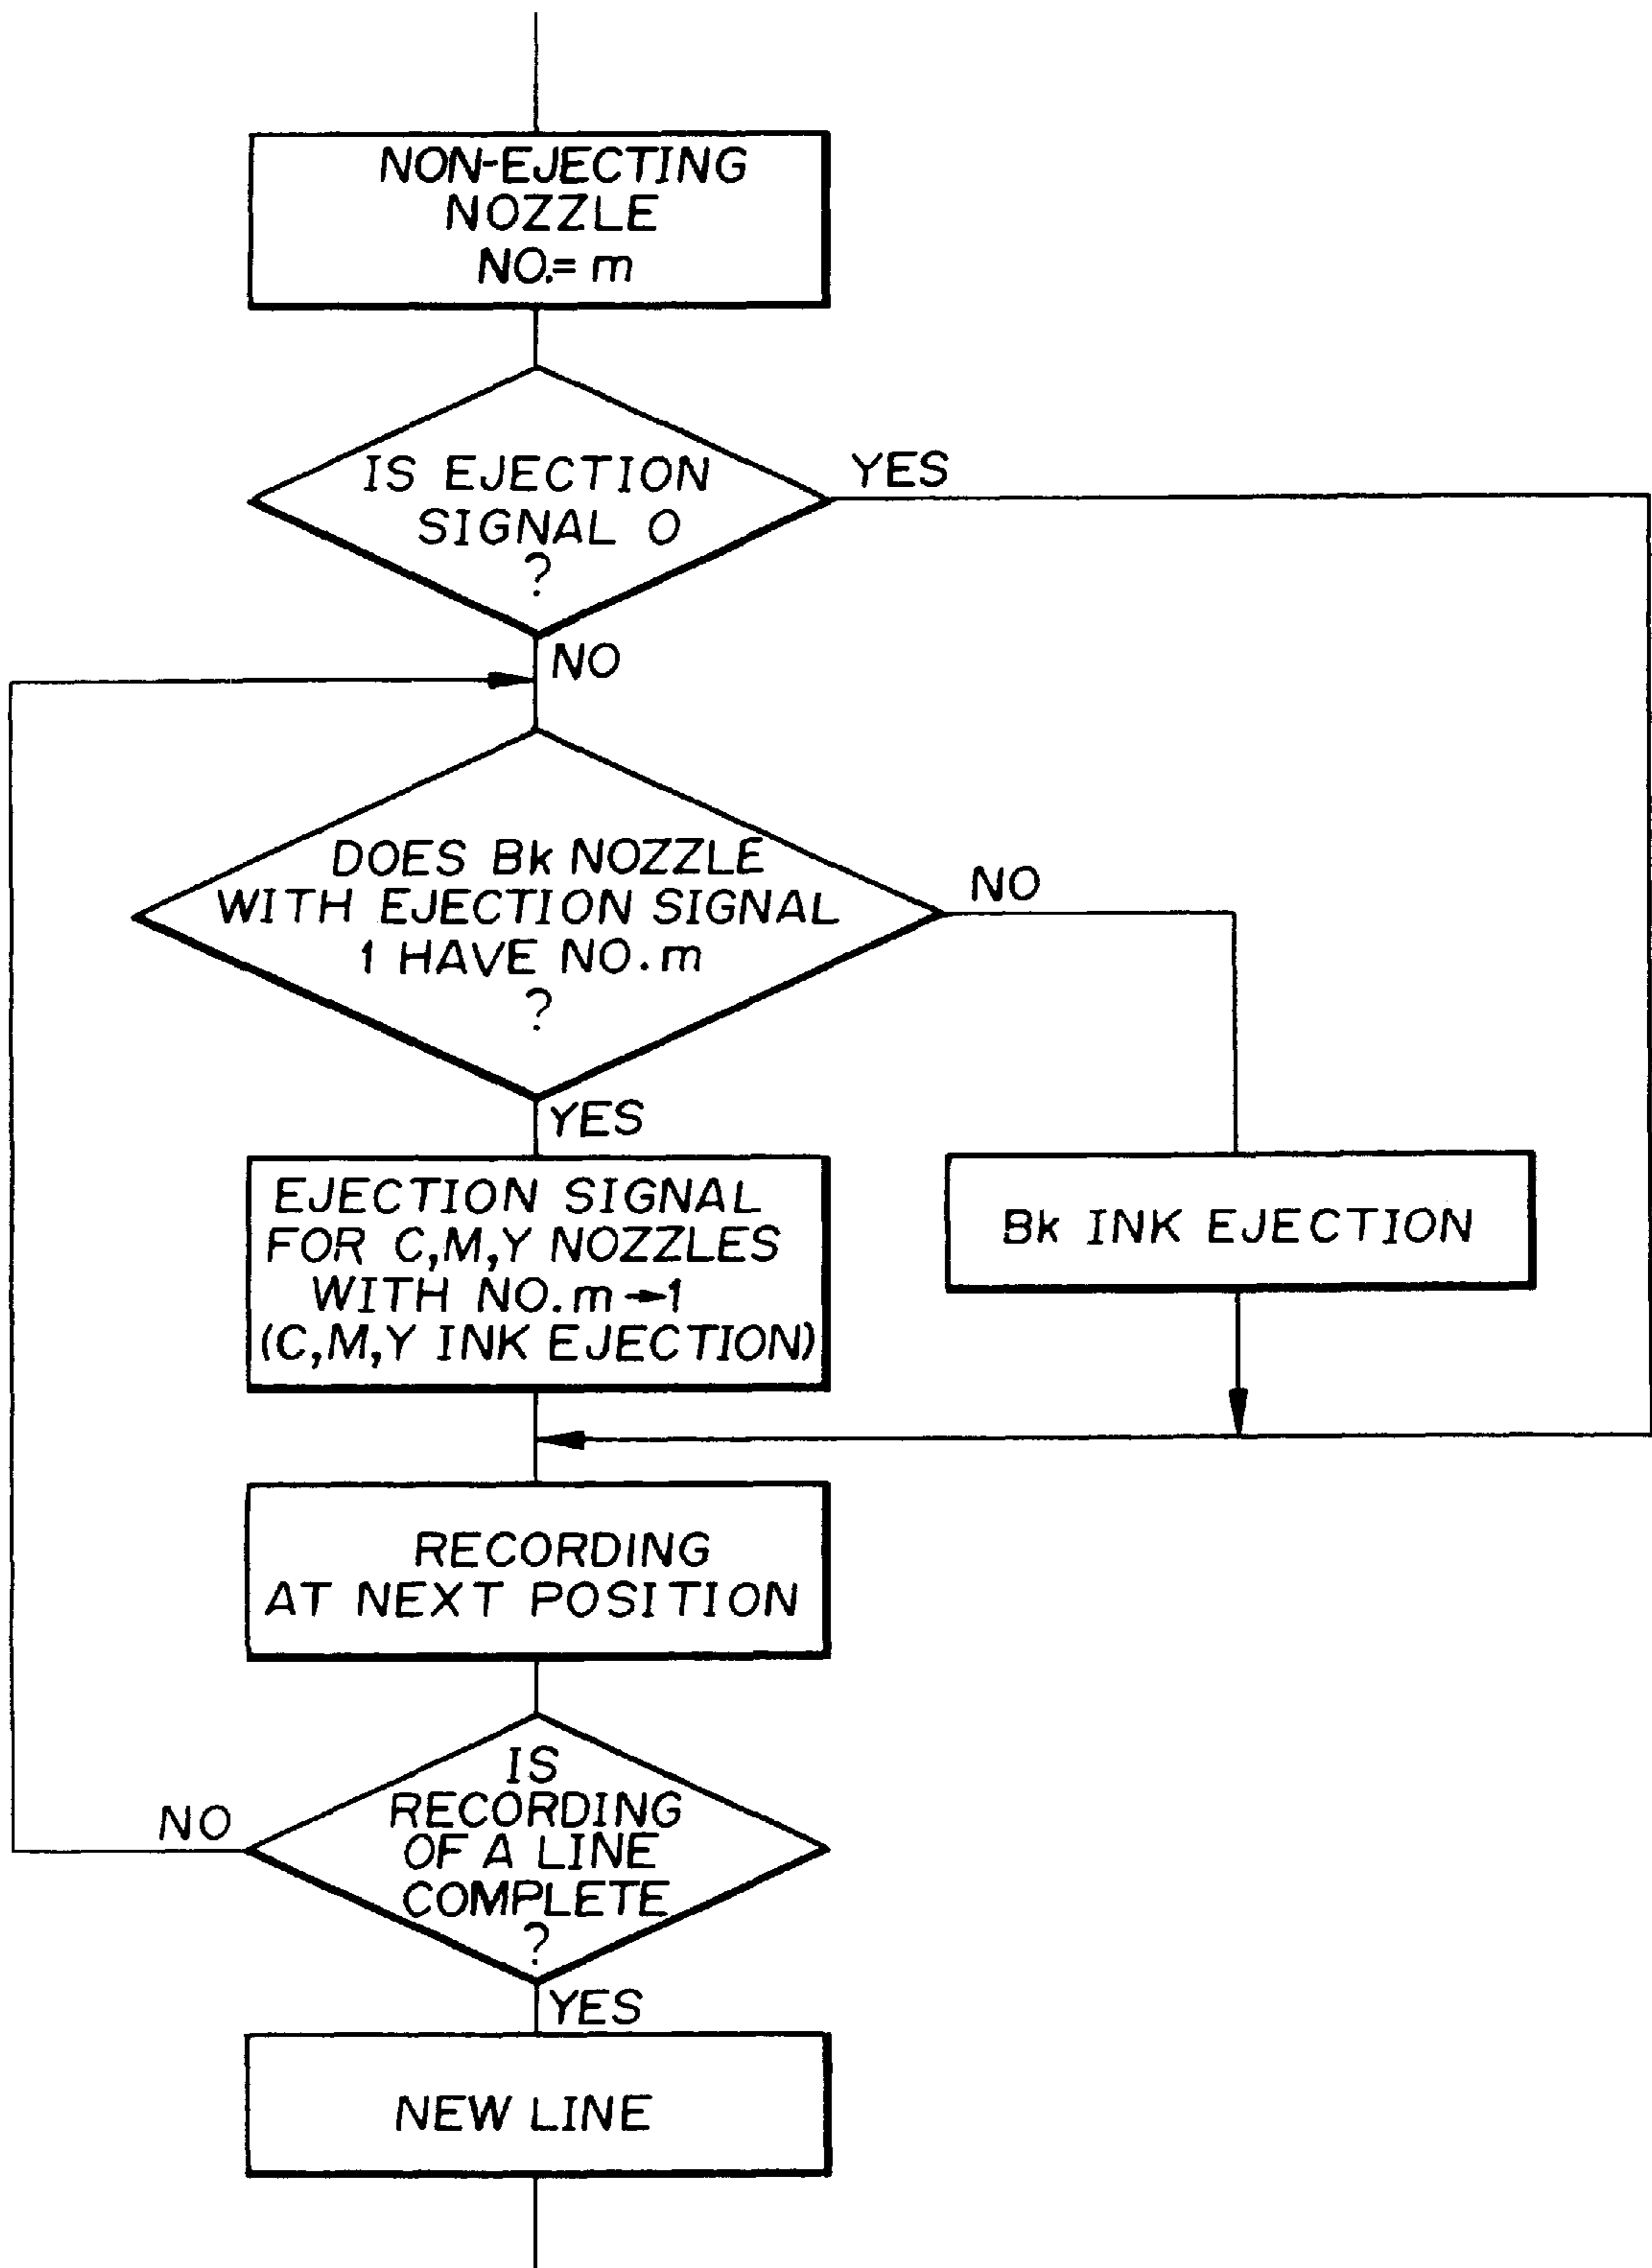 NON-EJECTING
NOZZLE
NO.= m
IS EJECTION
SIGNAL 0
?
YES
NO
DOES Bk NOZZLE
WITH EJECTION SIGNAL
1 HAVE NO.m
?
NO
YES
EJECTION SIGNAL
FOR C,M,Y NOZZLES
WITH NO.m→1
(C,M,Y INK EJECTION)
Bk INK EJECTION
RECORDING
AT NEXT POSITION
IS
RECORDING
OF A LINE
COMPLETE
?
NO
YES
NEW LINE